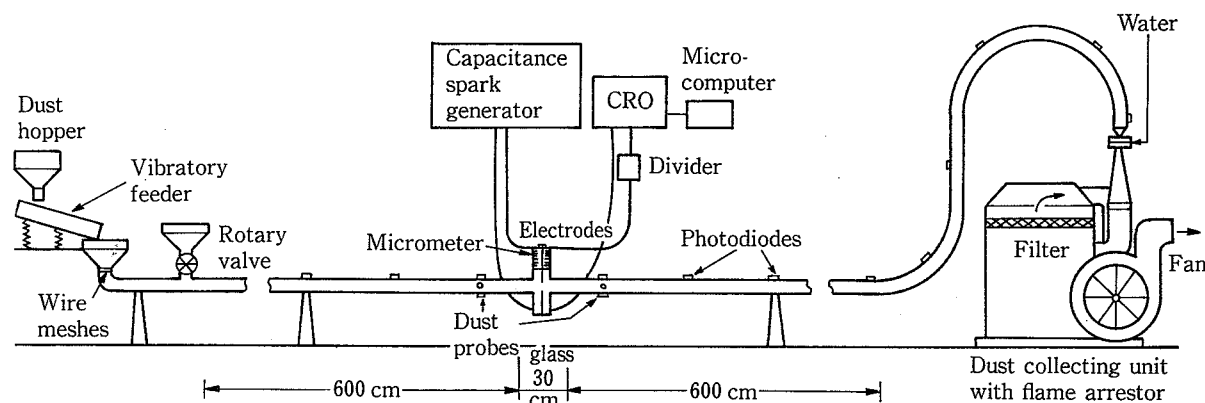 Water
Capacitance
spark
generator
CRO
Micro-
computer
Dust
hopper
Vibratory
feeder
Divider
Rotary
valve
Electrodes
Micrometer
Photodiodes
Filter
Fan
Wire
meshes
Dust
probes
glass
30
cm
600 cm
600 cm
Dust collecting unit
with flame arrestor